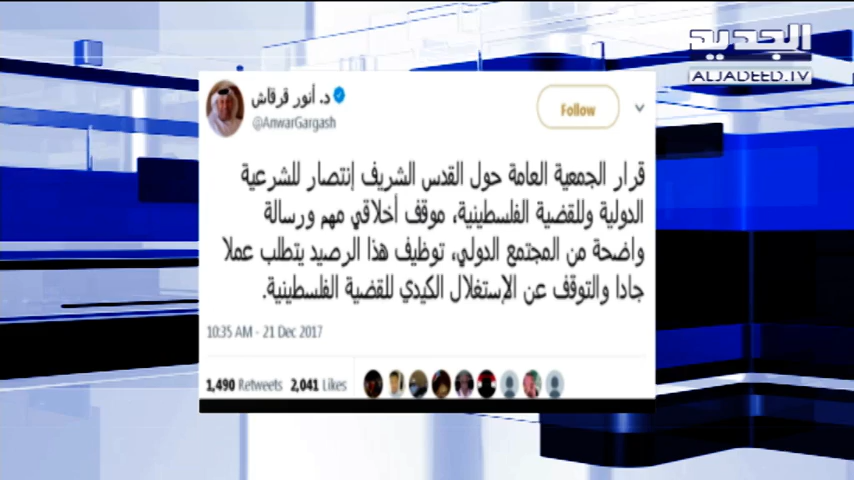 الجديد
ALJADEED.TV
د. أنور قرقاش
@AnwarGargash
Follow
قرار الجمعية العامة حول القدس الشريف إنتصار للشرعية
الدولية وللقضية الفلسطينية، موقف أخلاقي مهم ورسالة
واضحة من المجتمع الدولي، توظيف هذا الرصيد يتطلب عملا
جادا والتوقف عن الإستغلال الكيدي للقضية الفلسطينية.
10:35 AM - 21 Dec 2017
1,490 Retweets 2,041 Likes